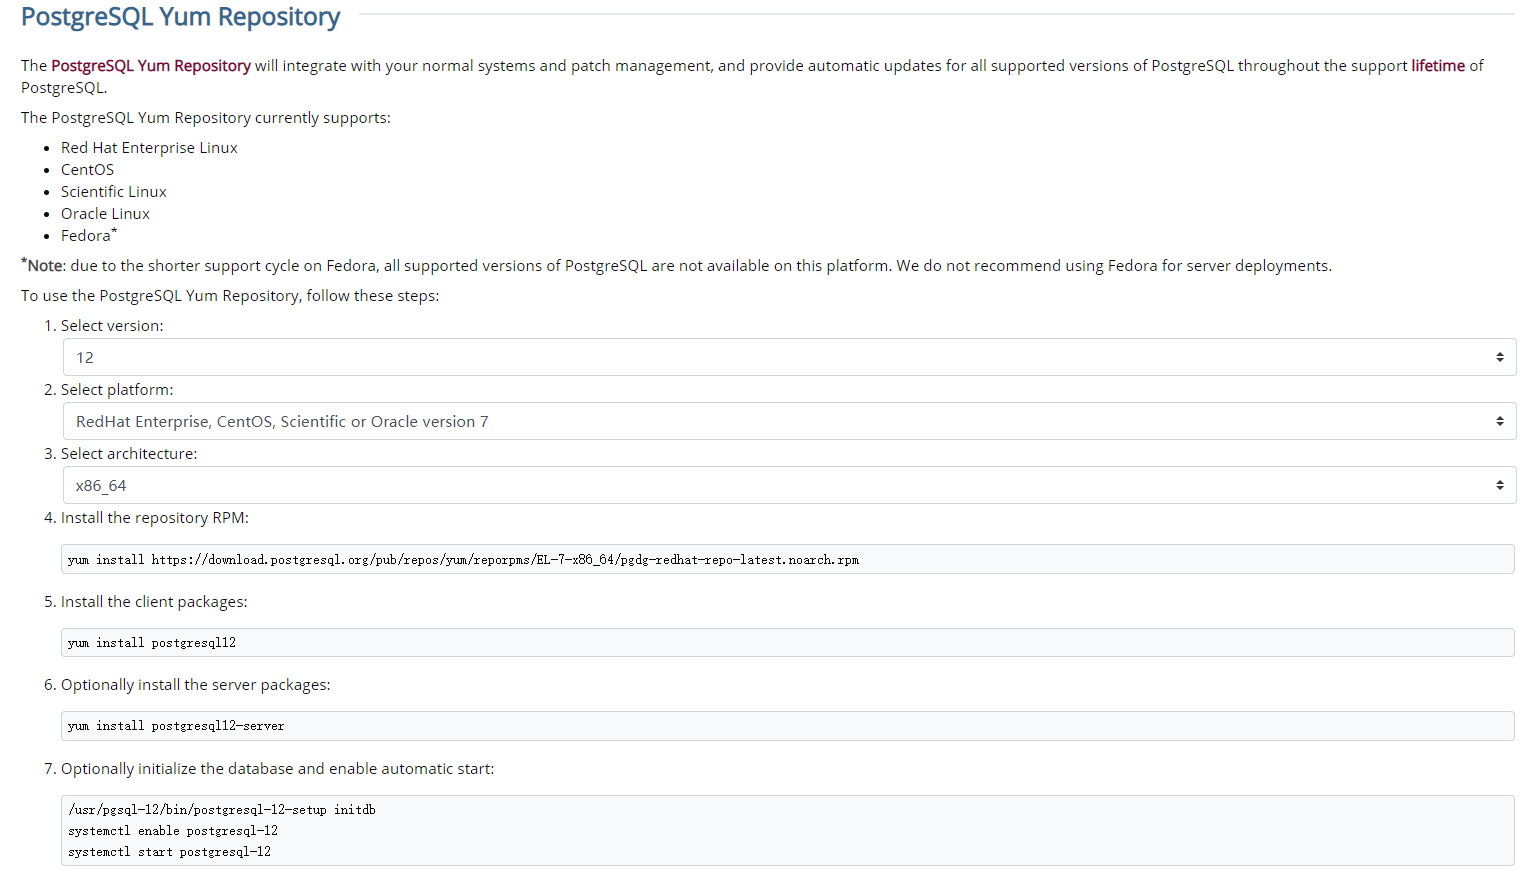 PostgreSQL Yum Repository
The PostgreSQL Yum Repository will integrate with your normal systems and patch management, and provide automatic updates for all supported versions of PostgreSQL throughout the support lifetime of
PostgreSQL.
The PostgreSQL Yum Repository currently supports:
• Red Hat Enterprise Linux
• CentOS
• Scientific Linux
• Oracle Linux
• Fedora*
*Note: due to the shorter support cycle on Fedora, all supported versions of PostgreSQL are not available on this platform. We do not recommend using Fedora for server deployments.
To use the PostgreSQL Yum Repository, follow these steps:
1. Select version:
12
2. Select platform:
RedHat Enterprise, CentOS, Scientific or Oracle version 7
3. Select architecture:
x86_64
4. Install the repository RPM:
yum install https://download.postgresql.org/pub/repos/yum/reporpms/EL-7-x86_64/pgdg-redhat-repo-latest.noarch.rpm
5. Install the client packages:
yum install postgresql12
6. Optionally install the server packages:
yum install postgresql12-server
7. Optionally initialize the database and enable automatic start:
/usr/pgsql-12/bin/postgresql-12-setup initdb
systemctl enable postgresql-12
systemctl start postgresql-12